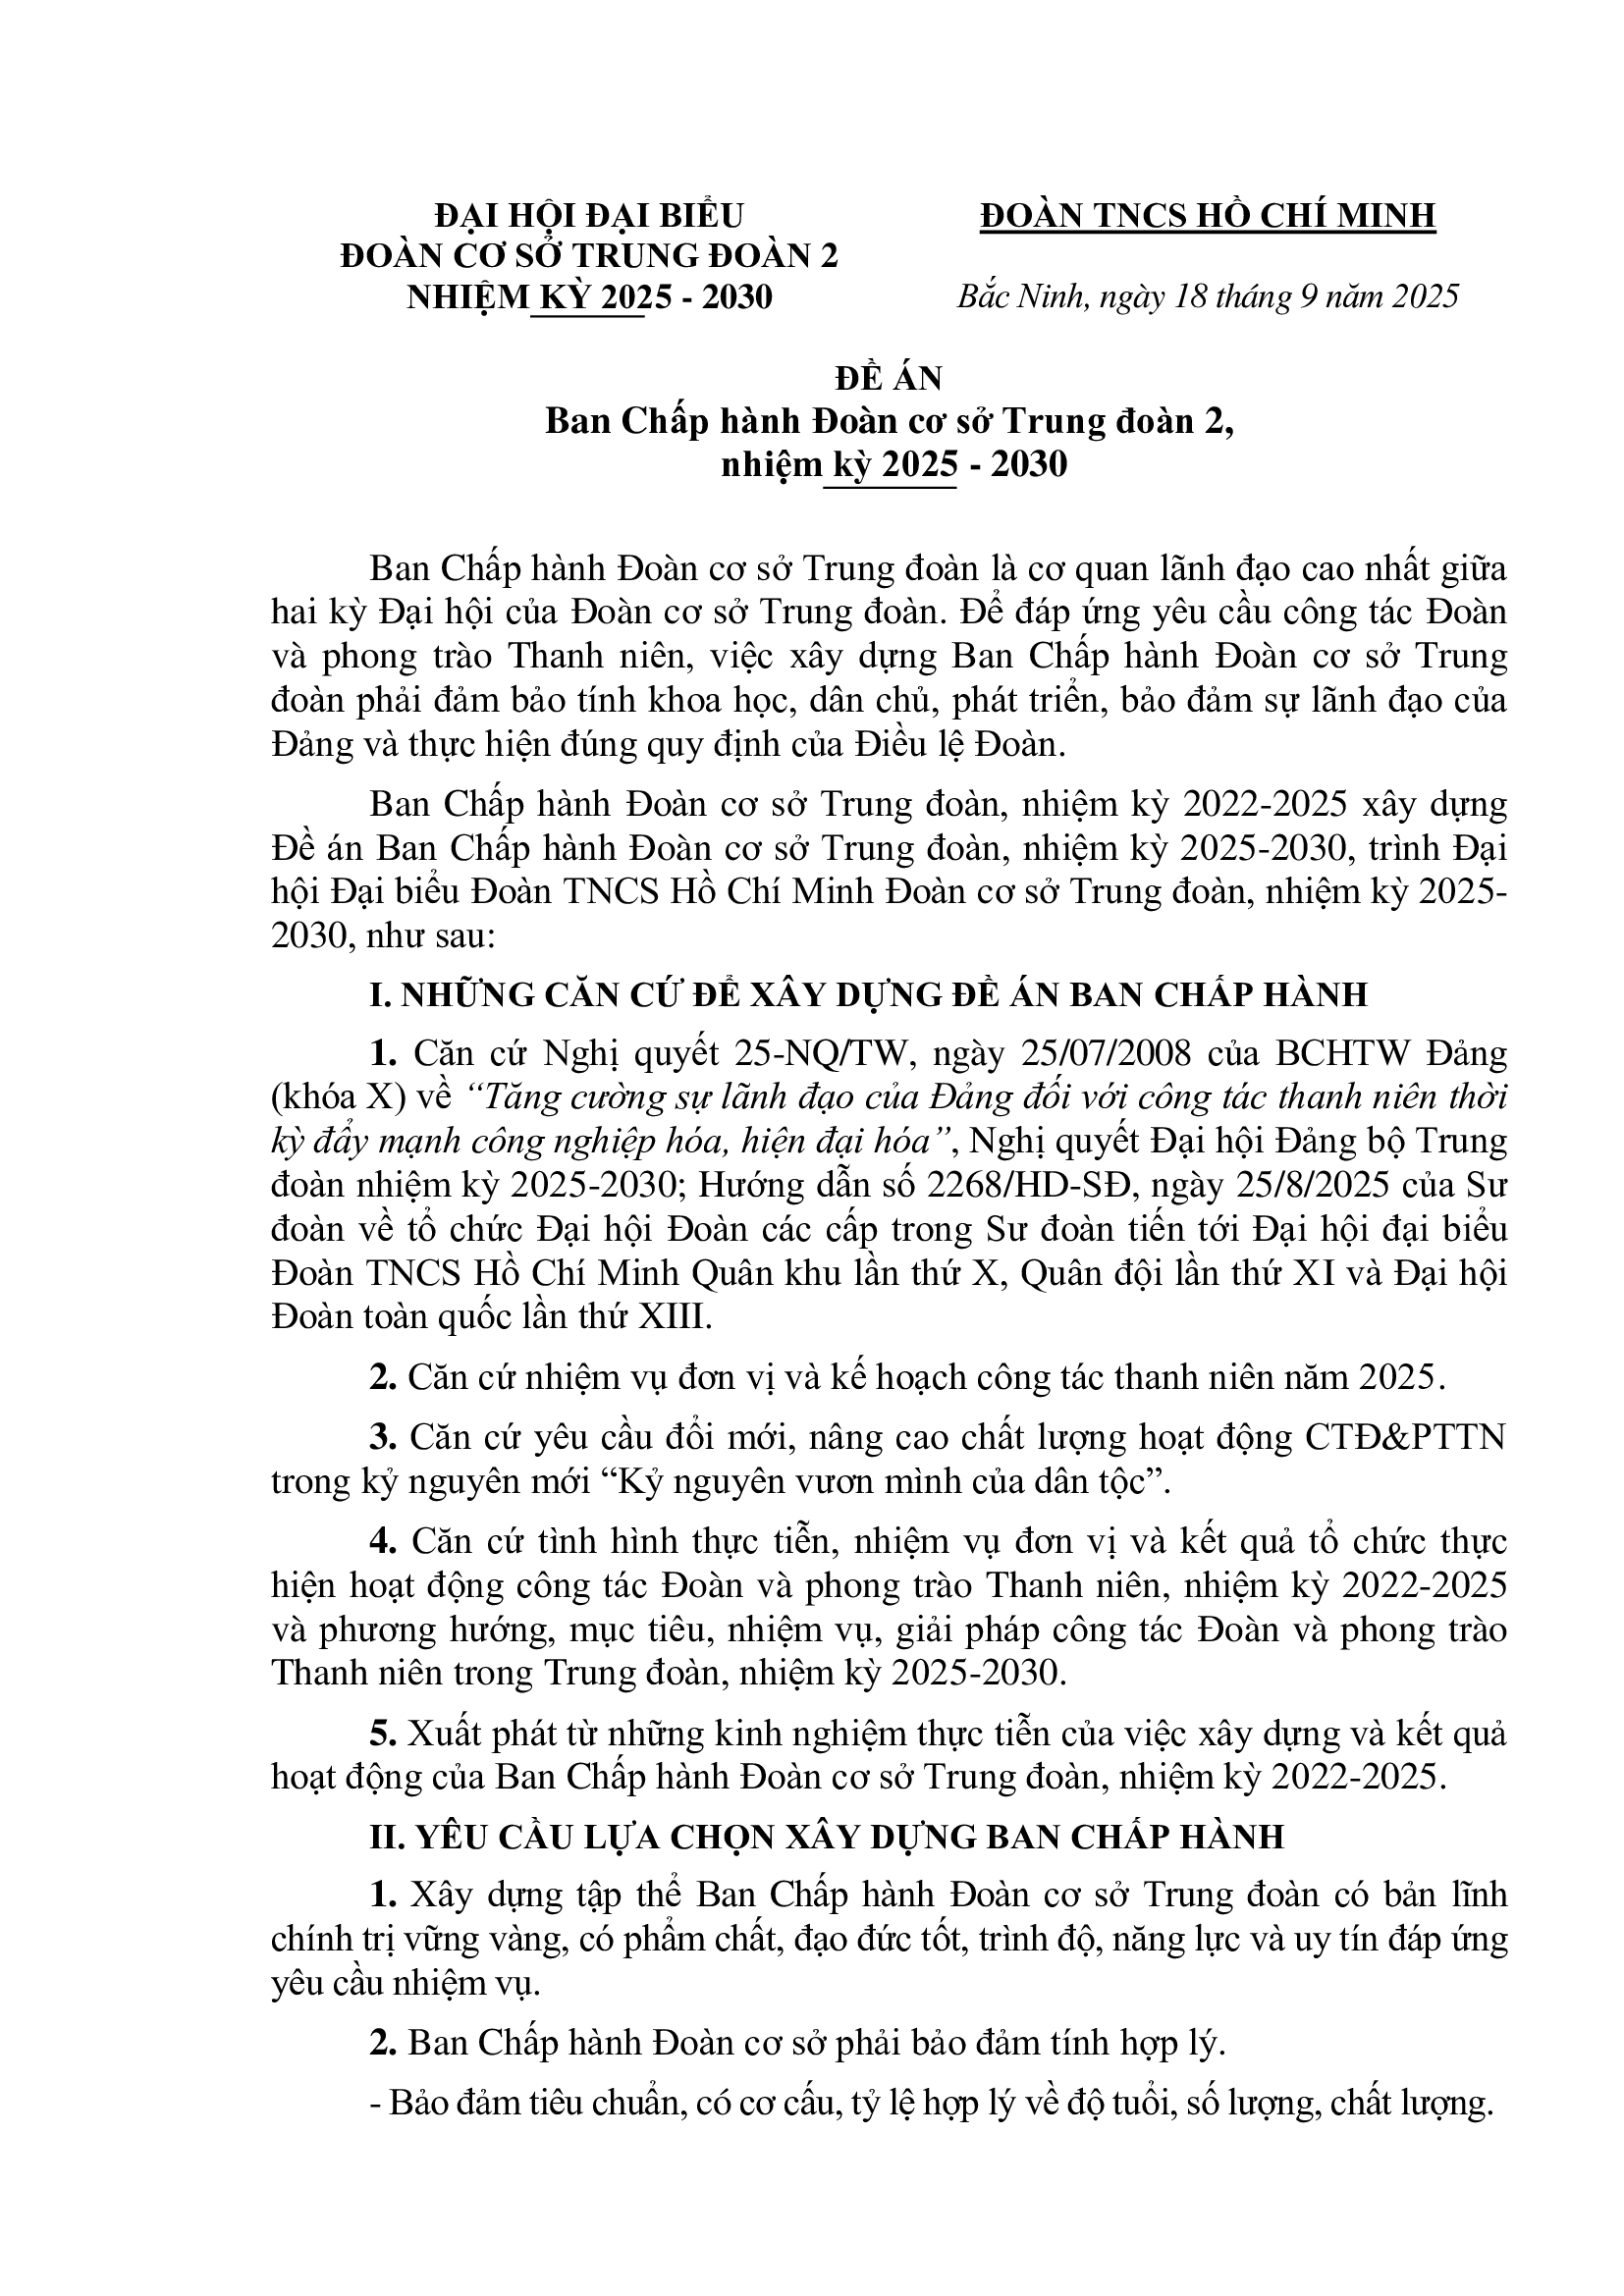 ĐẠI HỘI ĐẠI BIỂU
ĐOÀN CƠ SỞ TRUNG ĐOÀN 2
NHIỆM KỲ 2025 - 2030
ĐOÀN TNCS HỒ CHÍ MINH
Bắc Ninh, ngày 18 tháng 9 năm 2025
ĐỀ ÁN
Ban Chấp hành Đoàn cơ sở Trung đoàn 2,
nhiệm kỳ 2025 - 2030
Ban Chấp hành Đoàn cơ sở Trung đoàn là cơ quan lãnh đạo cao nhất giữa
hai kỳ Đại hội của Đoàn cơ sở Trung đoàn. Để đáp ứng yêu cầu công tác Đoàn
và phong trào Thanh niên, việc xây dựng Ban Chấp hành Đoàn cơ sở Trung
đoàn phải đảm bảo tính khoa học, dân chủ, phát triển, bảo đảm sự lãnh đạo của
Đảng và thực hiện đúng quy định của Điều lệ Đoàn.
Ban Chấp hành Đoàn cơ sở Trung đoàn, nhiệm kỳ 2022-2025 xây dựng
Đề án Ban Chấp hành Đoàn cơ sở Trung đoàn, nhiệm kỳ 2025-2030, trình Đại
hội Đại biểu Đoàn TNCS Hồ Chí Minh Đoàn cơ sở Trung đoàn, nhiệm kỳ 2025-
2030, như sau:
I. NHỮNG CĂN CỨ ĐỂ XÂY DỰNG ĐỀ ÁN BAN CHẤP HÀNH
1. Căn cứ Nghị quyết 25-NQ/TW, ngày 25/07/2008 của BCHTW Đảng
(khóa X) về “Tăng cường sự lãnh đạo của Đảng đối với công tác thanh niên thời
kỳ đẩy mạnh công nghiệp hóa, hiện đại hóa”, Nghị quyết Đại hội Đảng bộ Trung
đoàn nhiệm kỳ 2025-2030; Hướng dẫn số 2268/HD-SĐ, ngày 25/8/2025 của Sư
đoàn về tổ chức Đại hội Đoàn các cấp trong Sư đoàn tiến tới Đại hội đại biểu
Đoàn TNCS Hồ Chí Minh Quân khu lần thứ X, Quân đội lần thứ XI và Đại hội
Đoàn toàn quốc lần thứ XIII.
2. Căn cứ nhiệm vụ đơn vị và kế hoạch công tác thanh niên năm 2025.
3. Căn cứ yêu cầu đổi mới, nâng cao chất lượng hoạt động CTĐ&PTTN
trong kỷ nguyên mới “Kỷ nguyên vươn mình của dân tộc”.
4. Căn cứ tình hình thực tiễn, nhiệm vụ đơn vị và kết quả tổ chức thực
hiện hoạt động công tác Đoàn và phong trào Thanh niên, nhiệm kỳ 2022-2025
và phương hướng, mục tiêu, nhiệm vụ, giải pháp công tác Đoàn và phong trào
Thanh niên trong Trung đoàn, nhiệm kỳ 2025-2030.
5. Xuất phát từ những kinh nghiệm thực tiễn của việc xây dựng và kết quả
hoạt động của Ban Chấp hành Đoàn cơ sở Trung đoàn, nhiệm kỳ 2022-2025.
II. YÊU CẦU LỰA CHỌN XÂY DỰNG BAN CHẤP HÀNH
1. Xây dựng tập thể Ban Chấp hành Đoàn cơ sở Trung đoàn có bản lĩnh
chính trị vững vàng, có phẩm chất, đạo đức tốt, trình độ, năng lực và uy tín đáp ứng
yêu cầu nhiệm vụ.
2. Ban Chấp hành Đoàn cơ sở phải bảo đảm tính hợp lý.
- Bảo đảm tiêu chuẩn, có cơ cấu, tỷ lệ hợp lý về độ tuổi, số lượng, chất lượng.